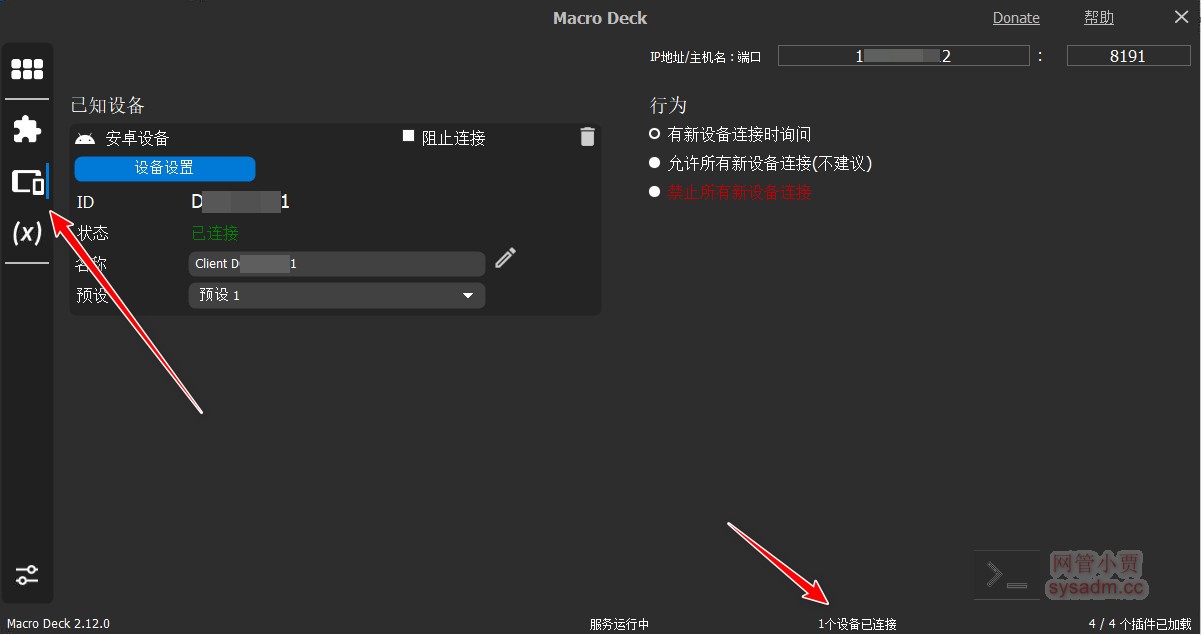 Macro Deck
Donate
帮助
IP地址/主机名:端口
1 2 : 8191
已知设备
安卓设备
阻止连接
设备设置
ID D 1
状态 已连接
名称 Client D 1
预设 预设 1
行为
有新设备连接时询问
允许所有新设备连接(不建议)
禁止所有新设备连接
(x)
网管小贾
sysadm.cc
Macro Deck 2.12.0
服务运行中
1个设备已连接
4 / 4 个插件已加载